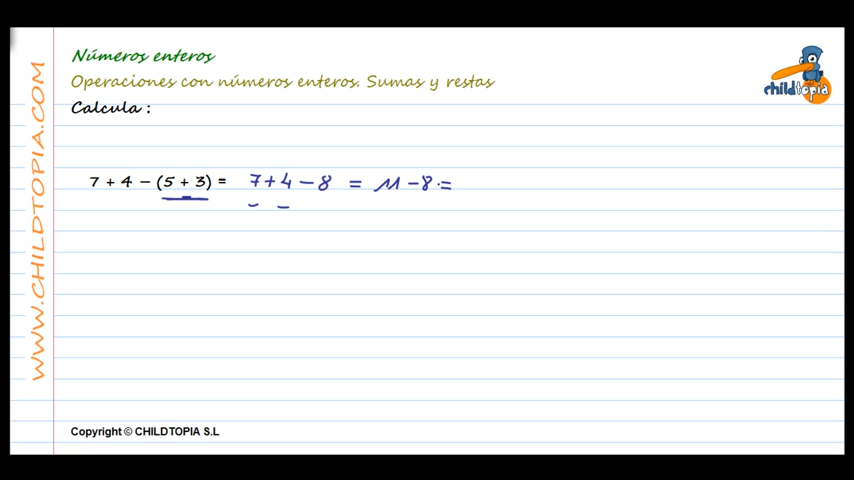 Números enteros
Operaciones con números enteros. Sumas y restas
Calcula :
childtopia
7 + 4 − (5 + 3) = 7 + 4 − 8 = 11 − 8 =
WWW.CHILDTOPIA.COM
Copyright © CHILDTOPIA S.L